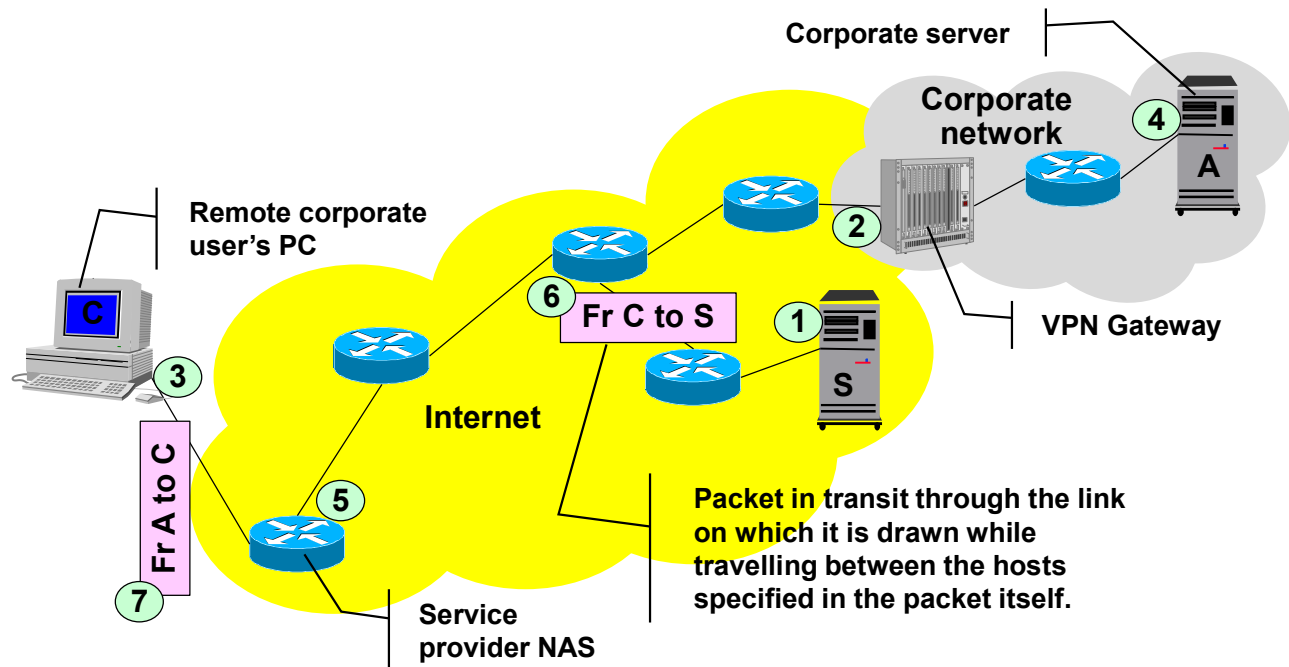 Corporate server
Corporate
network
4
A
Remote corporate
user's PC
2
C
6
Fr C to S
1
VPN Gateway
3
S
Internet
Fr A to C
5
Packet in transit through the link
on which it is drawn while
travelling between the hosts
specified in the packet itself.
7
Service
provider NAS